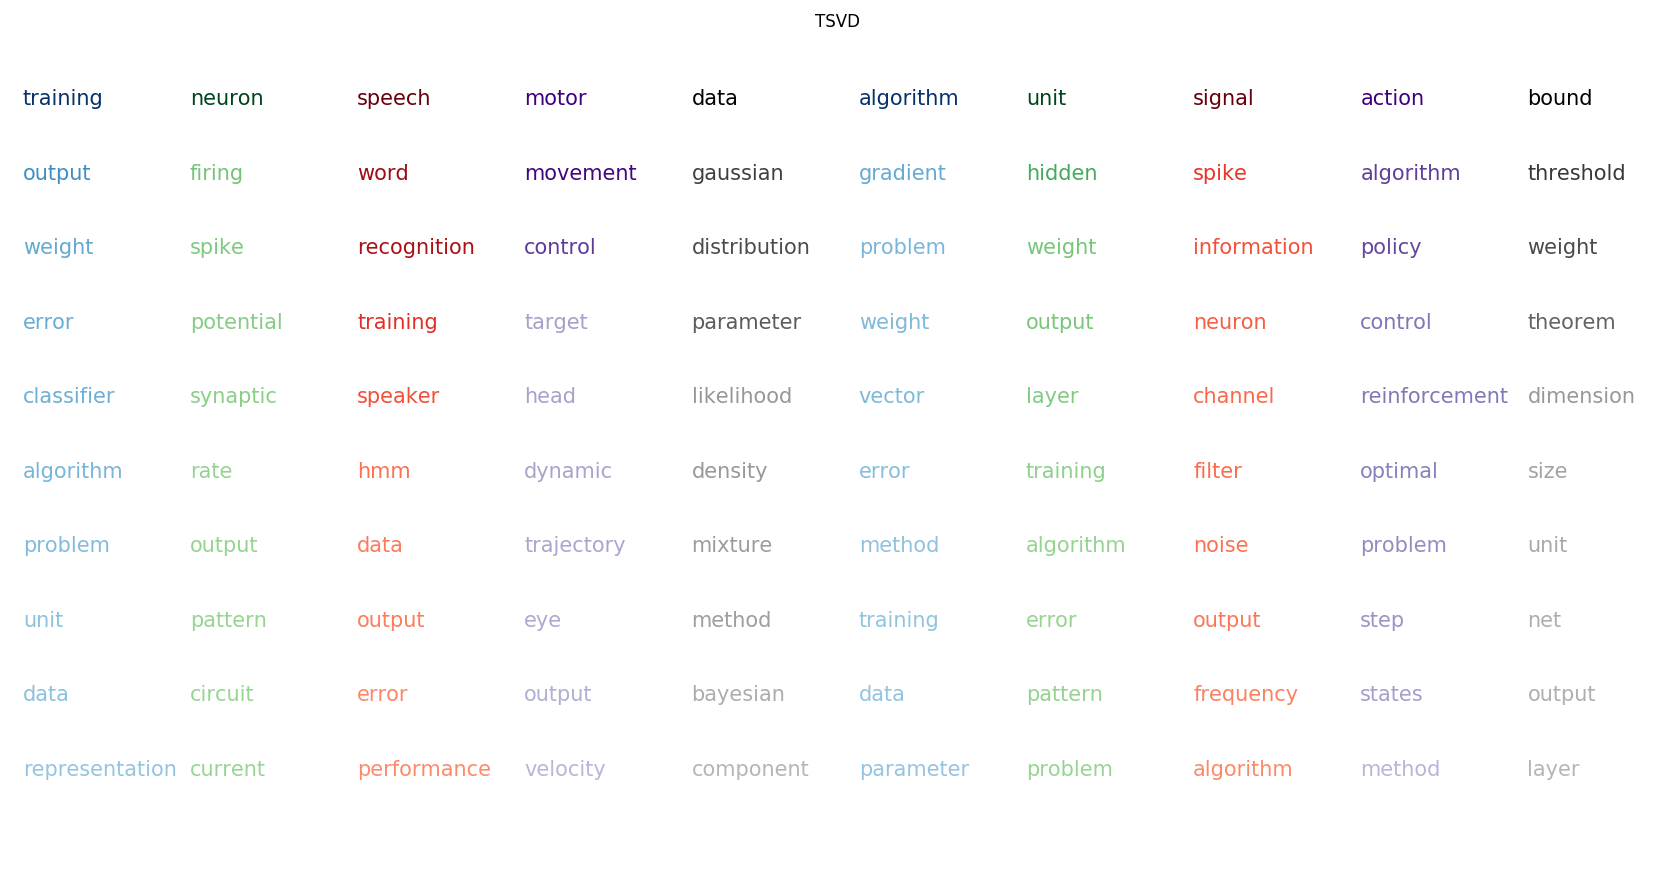 TSVD
training neuron speech motor data algorithm unit signal action bound
output firing word movement gaussian gradient hidden spike algorithm threshold
weight spike recognition control distribution problem weight information policy weight
error potential training target parameter weight output neuron control theorem
classifier synaptic speaker head likelihood vector layer channel reinforcement dimension
algorithm rate hmm dynamic density error training filter optimal size
problem output data trajectory mixture method algorithm noise problem unit
unit pattern output eye method training error output step net
data circuit error output bayesian data pattern frequency states output
representation current performance velocity component parameter problem algorithm method layer